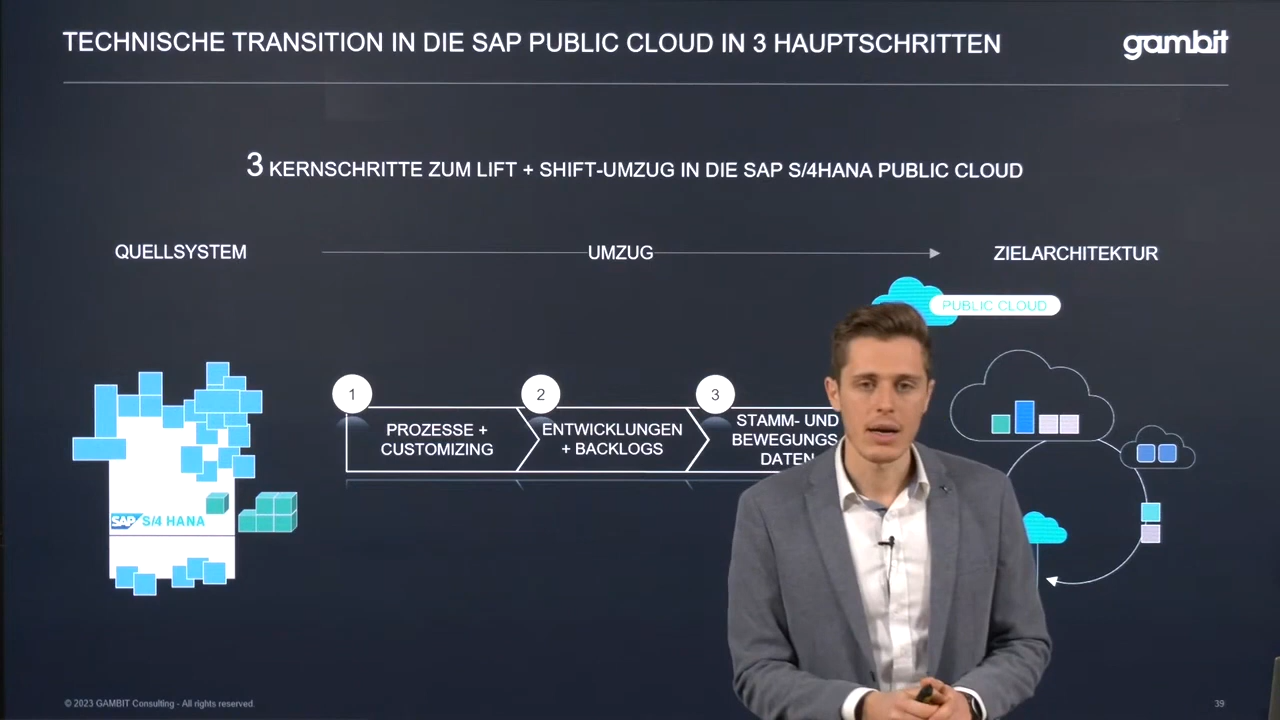 TECHNISCHE TRANSITION IN DIE SAP PUBLIC CLOUD IN 3 HAUPTSCHRITTEN
gambit
3 KERNSCHRITTE ZUM LIFT + SHIFT-UMZUG IN DIE SAP S/4HANA PUBLIC CLOUD
QUELLSYSTEM
UMZUG
ZIELARCHITEKTUR
PUBLIC CLOUD
1
PROZESSE +
CUSTOMIZING
2
ENTWICKLUNGEN
+ BACKLOGS
3
STAMM- UND
BEWEGUNGS
DATEN
SAP S/4 HANA
© 2023 GAMBIT Consulting - All rights reserved.
39